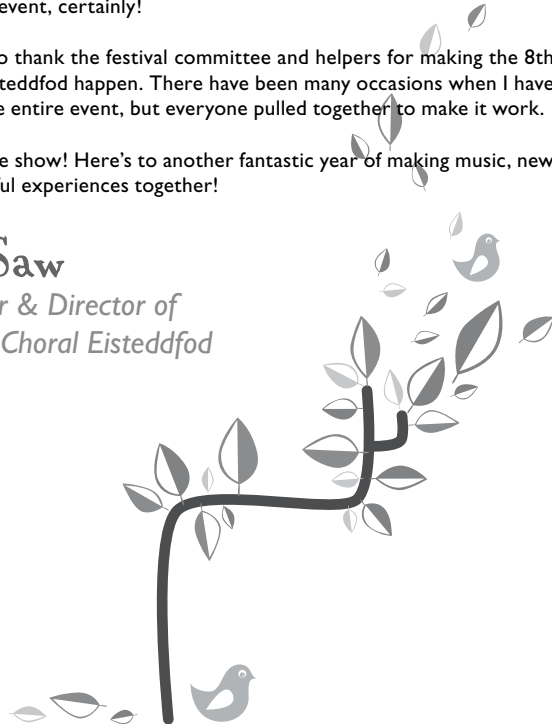 event, certainly!
o thank the festival committee and helpers for making the 8th
steddfod happen. There have been many occasions when I have
e entire event, but everyone pulled together to make it work.
e show! Here’s to another fantastic year of making music, new
ful experiences together!
Saw
r & Director of
Choral Eisteddfod